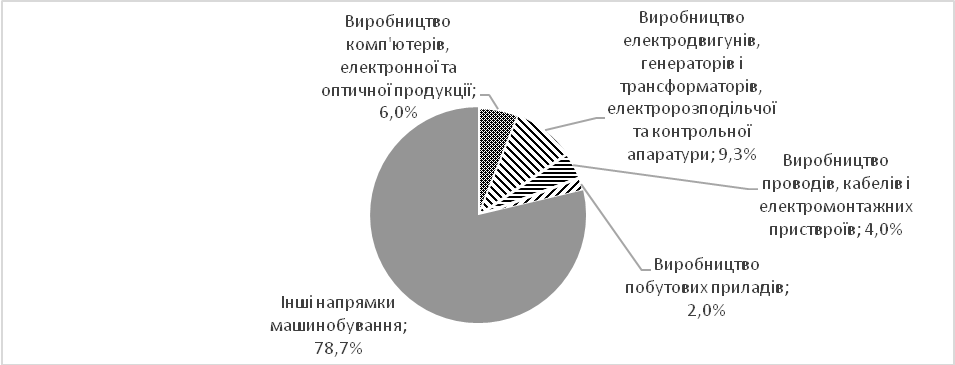 Виробництво
комп'ютерів,
електронної та
оптичної продукції;
6,0%
Виробництво
електродвигунів,
генераторів і
трансформаторів,
електророзподільчої
та контрольної
апаратури; 9,3%
Виробництво
проводів, кабелів і
електромонтажних
приствроїв; 4,0%
Виробництво
побутових приладів;
2,0%
Інші напрямки
машинобування;
78,7%